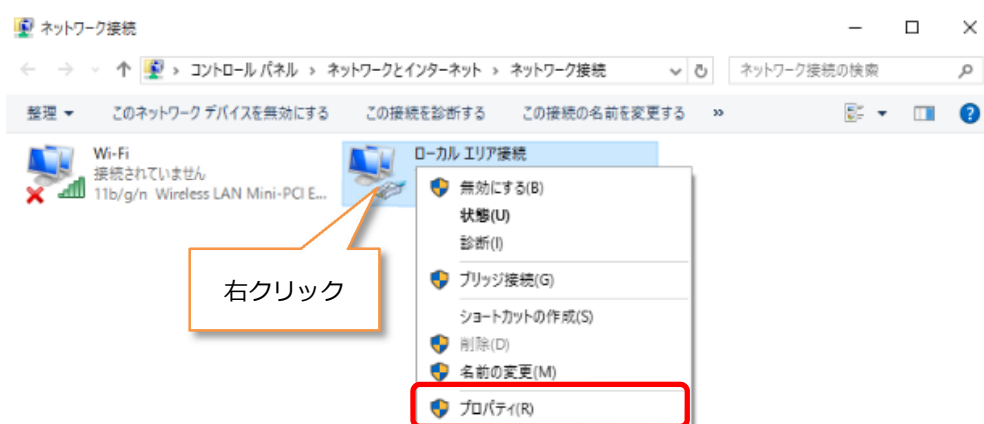 ネットワーク接続
コントロール パネル › ネットワークとインターネット › ネットワーク接続
ネットワーク接続の検索
整理 このネットワーク デバイスを無効にする この接続を診断する この接続の名前を変更する »
Wi-Fi
接続されていません
11b/g/n Wireless LAN Mini-PCI E...
ローカル エリア接続
無効にする(B)
状態(U)
診断(I)
ブリッジ接続(G)
ショートカットの作成(S)
削除(D)
名前の変更(M)
プロパティ(R)
右クリック